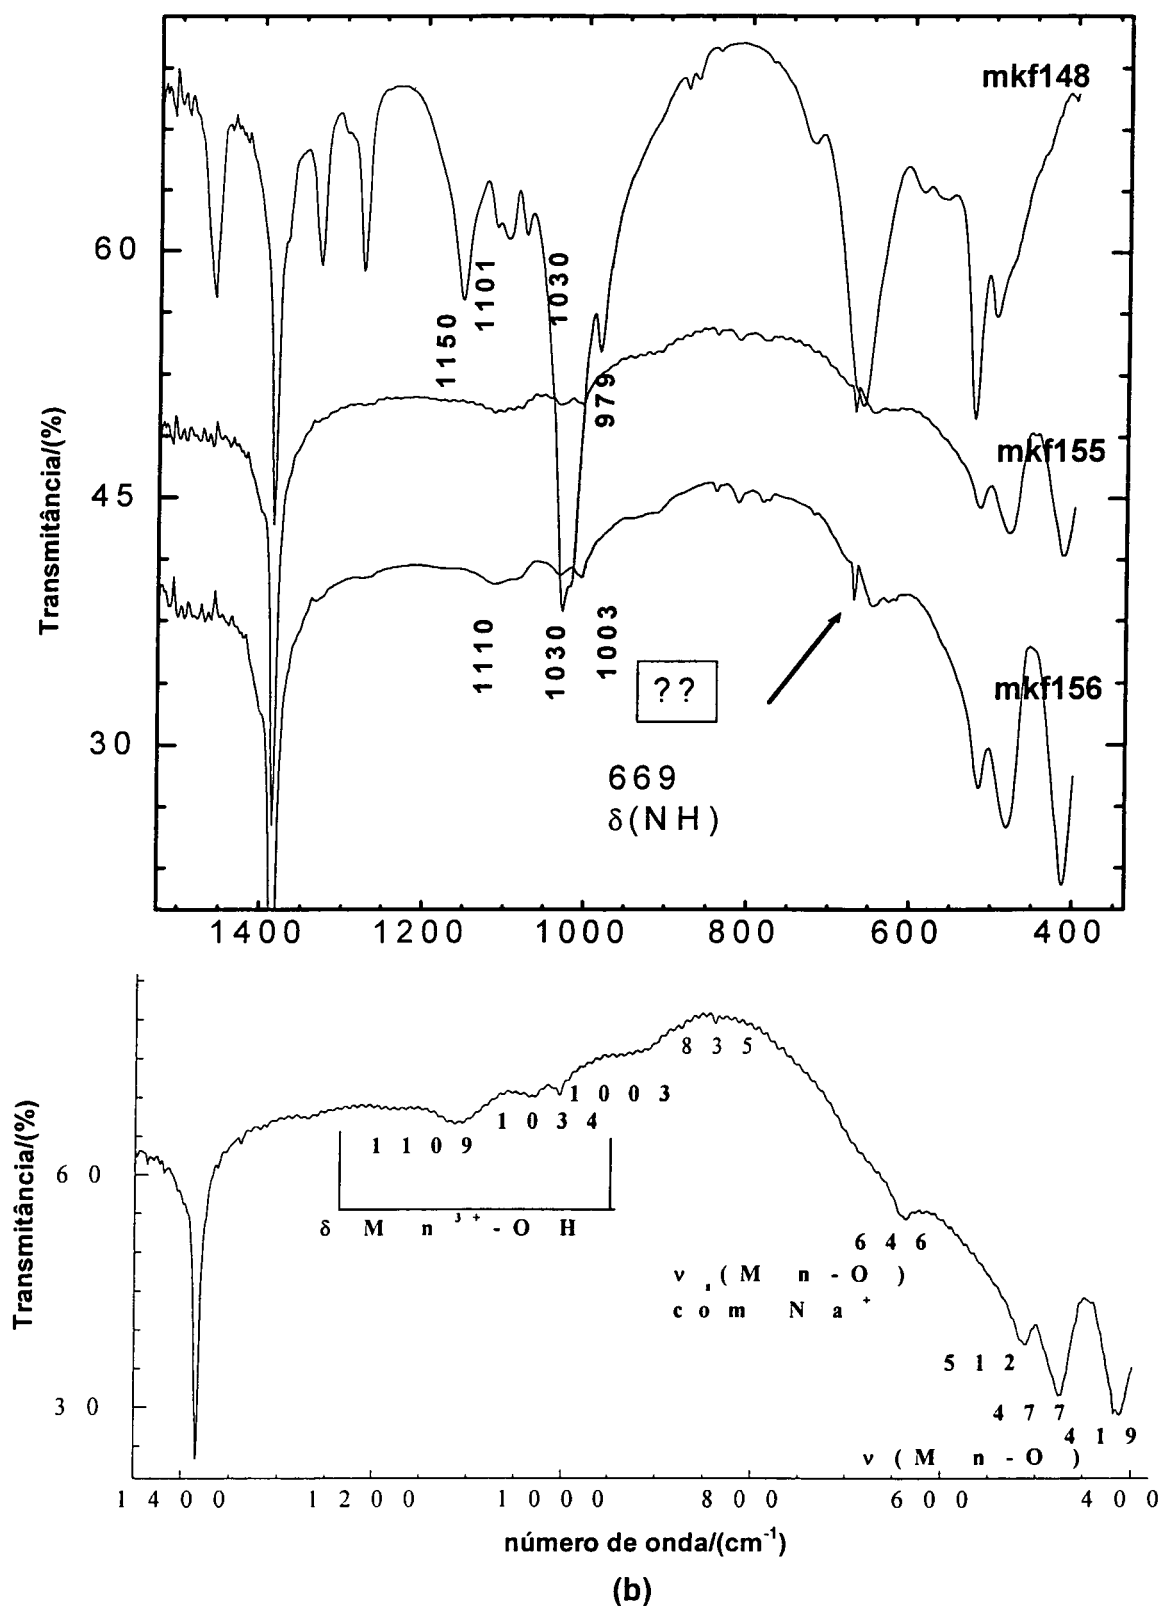 mkf148
60
1150
1101
1030
979
mkf155
45
Transmitância/(%)
1110
1030
1003
??
mkf156
30
669
δ(NH)
1400 1200 1000 800 600 400
835
1003
1034
1109
60
δ Mn³⁺-OH
646
(Mn-O)
com Na⁺
Transmitância/(%)
512
477
30
419
ν(Mn-O)
1400 1200 1000 800 600 400
número de onda/(cm⁻¹)
(b)